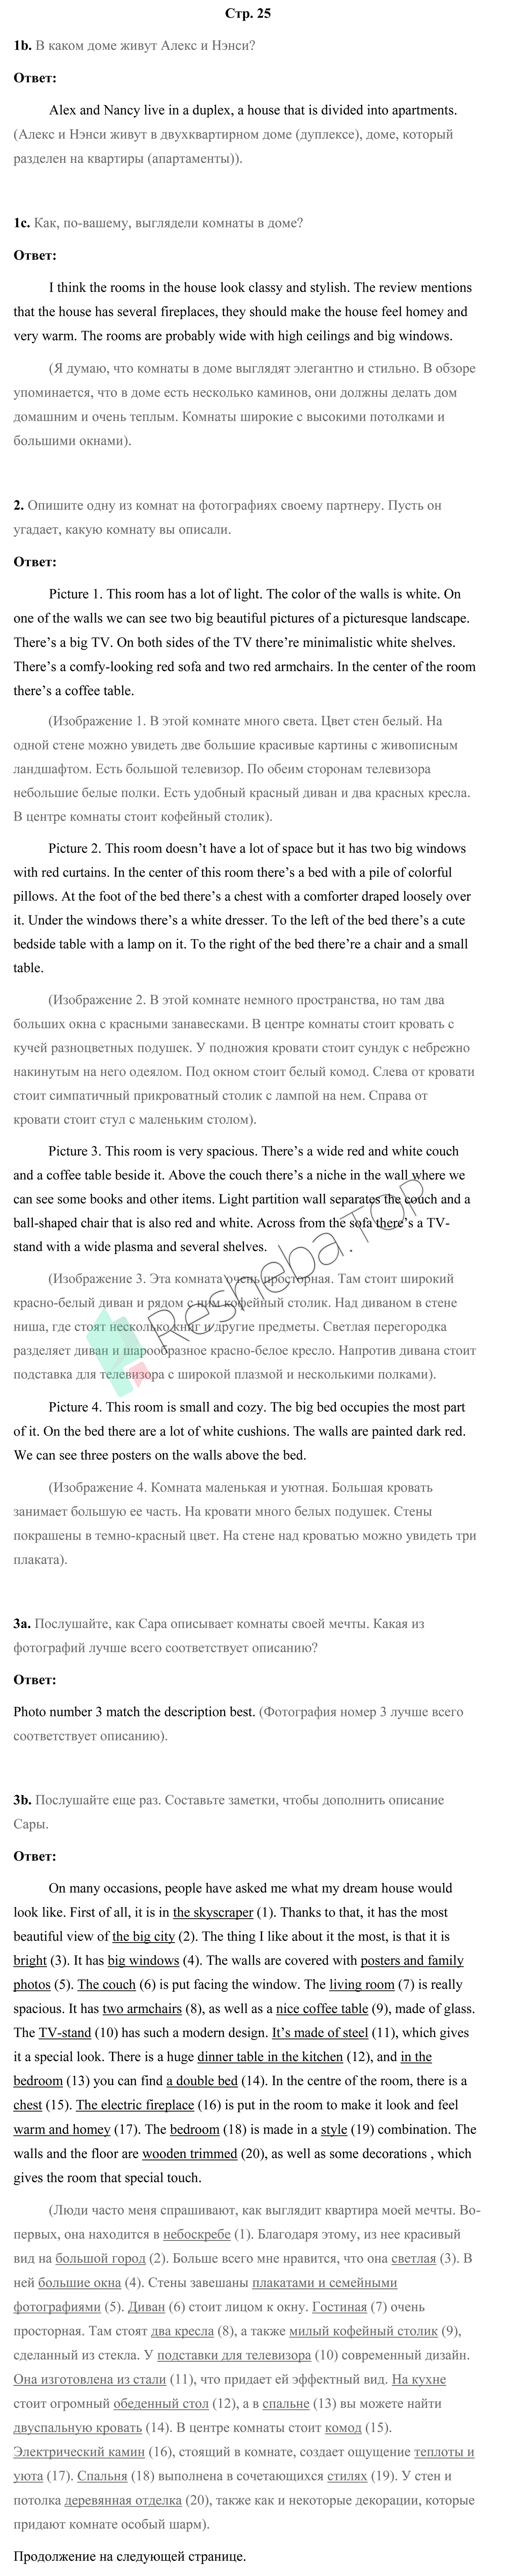 Стр. 25
1b. В каком доме живут Алекс и Нэнси?
Ответ:
Alex and Nancy live in a duplex, a house that is divided into apartments.
(Алекс и Нэнси живут в двухквартирном доме (дуплексе), доме, который
разделен на квартиры (апартаменты)).
1c. Как, по-вашему, выглядели комнаты в доме?
Ответ:
I think the rooms in the house look classy and stylish. The review mentions
that the house has several fireplaces, they should make the house feel homey and
very warm. The rooms are probably wide with high ceilings and big windows.
(Я думаю, что комнаты в доме выглядят элегантно и стильно. В обзоре
упоминается, что в доме есть несколько каминов, они должны делать дом
домашним и очень теплым. Комнаты широкие с высокими потолками и
большими окнами).
2. Опишите одну из комнат на фотографиях своему партнеру. Пусть он
угадает, какую комнату вы описали.
Ответ:
Picture 1. This room has a lot of light. The color of the walls is white. On
one of the walls we can see two big beautiful pictures of a picturesque landscape.
There’s a big TV. On both sides of the TV there’re minimalistic white shelves.
There’s a comfy-looking red sofa and two red armchairs. In the center of the room
there’s a coffee table.
(Изображение 1. В этой комнате много света. Цвет стен белый. На
одной стене можно увидеть две большие красивые картины с живописным
ландшафтом. Есть большой телевизор. По обеим сторонам телевизора
небольшие белые полки. Есть удобный красный диван и два красных кресла.
В центре комнаты стоит кофейный столик).
Picture 2. This room doesn’t have a lot of space but it has two big windows
with red curtains. In the center of this room there’s a bed with a pile of colorful
pillows. At the foot of the bed there’s a chest with a comforter draped loosely over
it. Under the windows there’s a white dresser. To the left of the bed there’s a cute
bedside table with a lamp on it. To the right of the bed there’re a chair and a small
table.
(Изображение 2. В этой комнате немного пространства, но там два
больших окна с красными занавесками. В центре комнаты стоит кровать с
кучей разноцветных подушек. У подножия кровати стоит сундук с небрежно
накинутым на него одеялом. Под окном стоит белый комод. Слева от кровати
стоит симпатичный прикроватный столик с лампой на нем. Справа от
кровати стоит стул с маленьким столом).
Picture 3. This room is very spacious. There’s a wide red and white couch
and a coffee table beside it. Above the couch there’s a niche in the wall where we
can see some books and other items. Light partition wall separates the couch and a
ball-shaped chair that is also red and white. Across from the sofa there’s a TV-
stand with a wide plasma and several shelves.
(Изображение 3. Эта комната очень просторная. Там стоит широкий
красно-белый диван и рядом с ним кофейный столик. Над диваном в стене
ниша, где стоят несколько книг и другие предметы. Светлая перегородка
разделяет диван и шарообразное красно-белое кресло. Напротив дивана стоит
подставка для телевизора с широкой плазмой и несколькими полками).
Resheba.TOP
Picture 4. This room is small and cozy. The big bed occupies the most part
of it. On the bed there are a lot of white cushions. The walls are painted dark red.
We can see three posters on the walls above the bed.
(Изображение 4. Комната маленькая и уютная. Большая кровать
занимает большую ее часть. На кровати много белых подушек. Стены
покрашены в темно-красный цвет. На стене над кроватью можно увидеть три
плаката).
3a. Послушайте, как Сара описывает комнаты своей мечты. Какая из
фотографий лучше всего соответствует описанию?
Ответ:
Photo number 3 match the description best. (Фотография номер 3 лучше всего
соответствует описанию).
3b. Послушайте еще раз. Составьте заметки, чтобы дополнить описание
Сары.
Ответ:
On many occasions, people have asked me what my dream house would
look like. First of all, it is in the skyscraper (1). Thanks to that, it has the most
beautiful view of the big city (2). The thing I like about it the most, is that it is
bright (3). It has big windows (4). The walls are covered with posters and family
photos (5). The couch (6) is put facing the window. The living room (7) is really
spacious. It has two armchairs (8), as well as a nice coffee table (9), made of glass.
The TV-stand (10) has such a modern design. It’s made of steel (11), which gives
it a special look. There is a huge dinner table in the kitchen (12), and in the
bedroom (13) you can find a double bed (14). In the centre of the room, there is a
chest (15). The electric fireplace (16) is put in the room to make it look and feel
warm and homey (17). The bedroom (18) is made in a style (19) combination. The
walls and the floor are wooden trimmed (20), as well as some decorations , which
gives the room that special touch.
(Люди часто меня спрашивают, как выглядит квартира моей мечты. Во-
первых, она находится в небоскребе (1). Благодаря этому, из нее красивый
вид на большой город (2). Больше всего мне нравится, что она светлая (3). В
ней большие окна (4). Стены завешаны плакатами и семейными
фотографиями (5). Диван (6) стоит лицом к окну. Гостиная (7) очень
просторная. Там стоят два кресла (8), а также милый кофейный столик (9),
сделанный из стекла. У подставки для телевизора (10) современный дизайн.
Она изготовлена из стали (11), что придает ей эффектный вид. На кухне
стоит огромный обеденный стол (12), а в спальне (13) вы можете найти
двуспальную кровать (14). В центре комнаты стоит комод (15).
Электрический камин (16), стоящий в комнате, создает ощущение теплоты и
уюта (17). Спальня (18) выполнена в сочетающихся стилях (19). У стен и
потолка деревянная отделка (20), также как и некоторые декорации, которые
придают комнате особый шарм).
Продолжение на следующей странице.